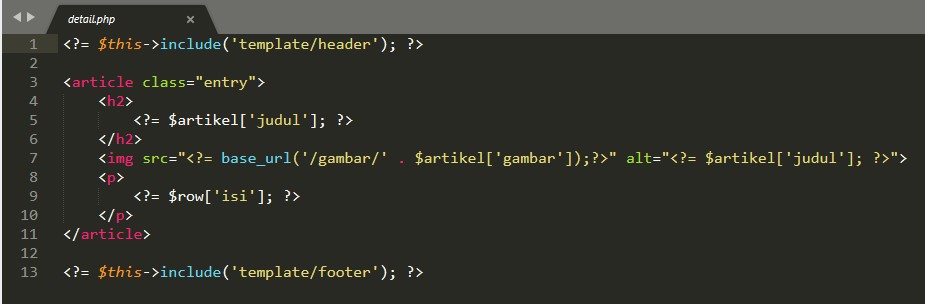 detail.php
1 <?= $this->include('template/header'); ?>
2
3 <article class="entry">
4 <h2>
5 <?= $artikel['judul']; ?>
6 </h2>
7 <img src="<?= base_url('/gambar/' . $artikel['gambar']);?>" alt="<?= $artikel['judul']; ?>">
8 <p>
9 <?= $row['isi']; ?>
10 </p>
11 </article>
12
13 <?= $this->include('template/footer'); ?>